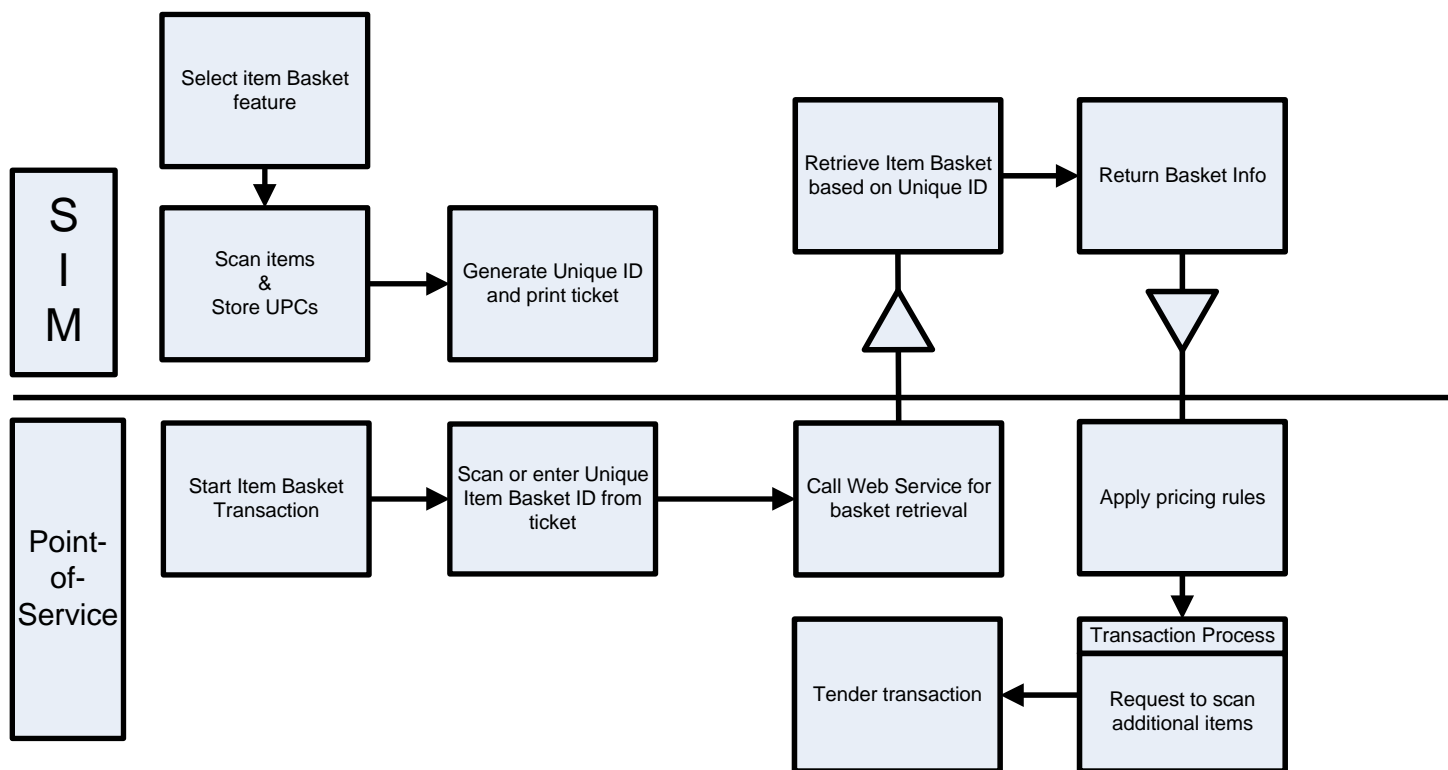 Select item Basket
feature
Retrieve Item Basket
based on Unique ID
Return Basket Info
S
I
M
Scan items
&
Store UPCs
Generate Unique ID
and print ticket
Point-
of-
Service
Start Item Basket
Transaction
Scan or enter Unique
Item Basket ID from
ticket
Call Web Service for
basket retrieval
Apply pricing rules
Tender transaction
Transaction Process
Request to scan
additional items